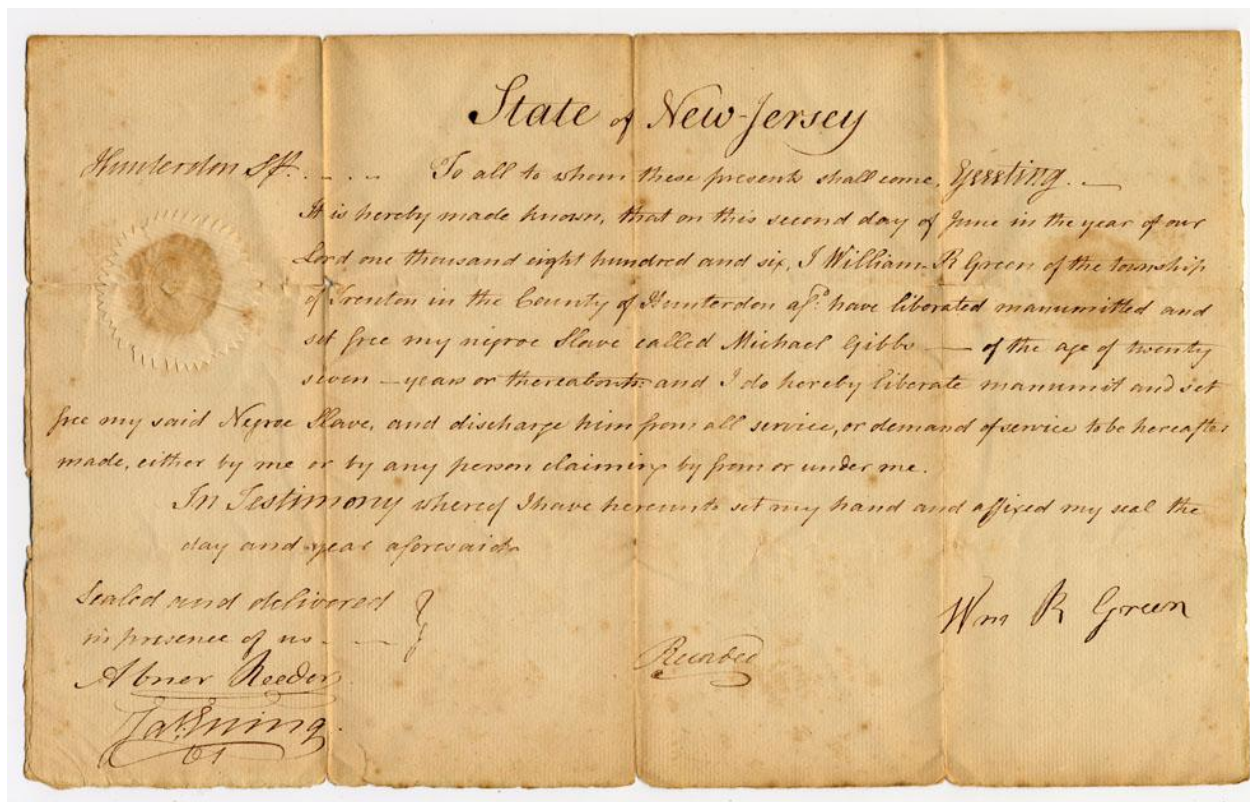 State of New-Jersey
Hunterdon Ss. . _ . . To all to whom these presents shall come, Greeting. _
It is hereby made known, that on this second day of June in the year of our
Lord one thousand eight hundred and six, I William R Green of the township
of Trenton in the County of Hunterdon afsd. have liberated manumitted and
set free my nigroe Slave called Michael Gibbs — of the age of twenty
seven — years or thereabouts and I do hereby liberate manumit and set
free my said Negroe Slave, and discharge him from all service, or demand of service to be hereafter
made, either by me or by any person claiming by from or under me.
In Testimony whereof I have hereunto set my hand and affixed my seal the
day and year aforesaid.
Sealed and delivered
in presence of us
Wm R Green
Recorded
Abner Reeder
Ewing